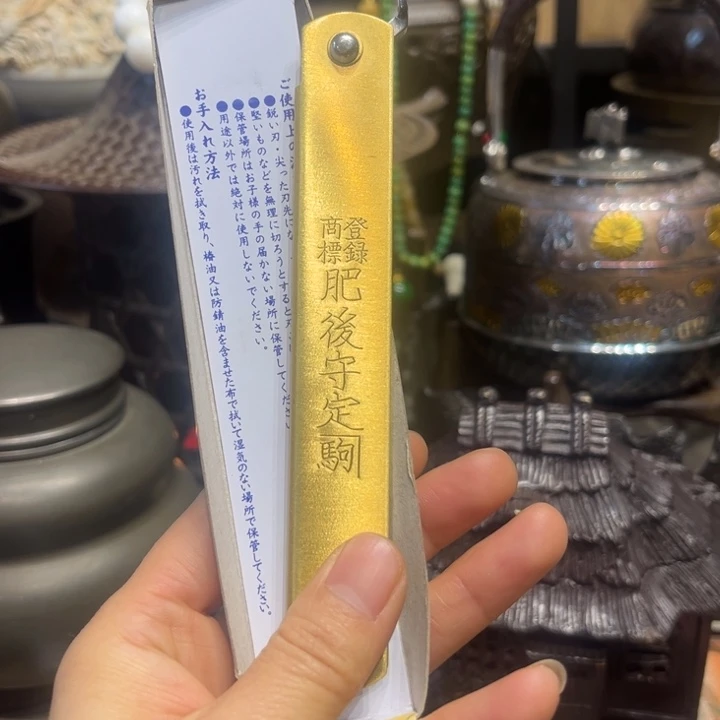 登録
商標
肥後守定駒
ご使用上の
●鋭い刃・尖った刃先に
●堅いものなどを無理に切ろうとすると刃
●保管場所はお子様の手の届かない場所に保管してください
●用途以外では絶対に使用しないでください。
お手入れ方法
●使用後は汚れを拭き取り、椿油又は防錆油を含ませた布で拭いて湿気のない場所で保管してください。